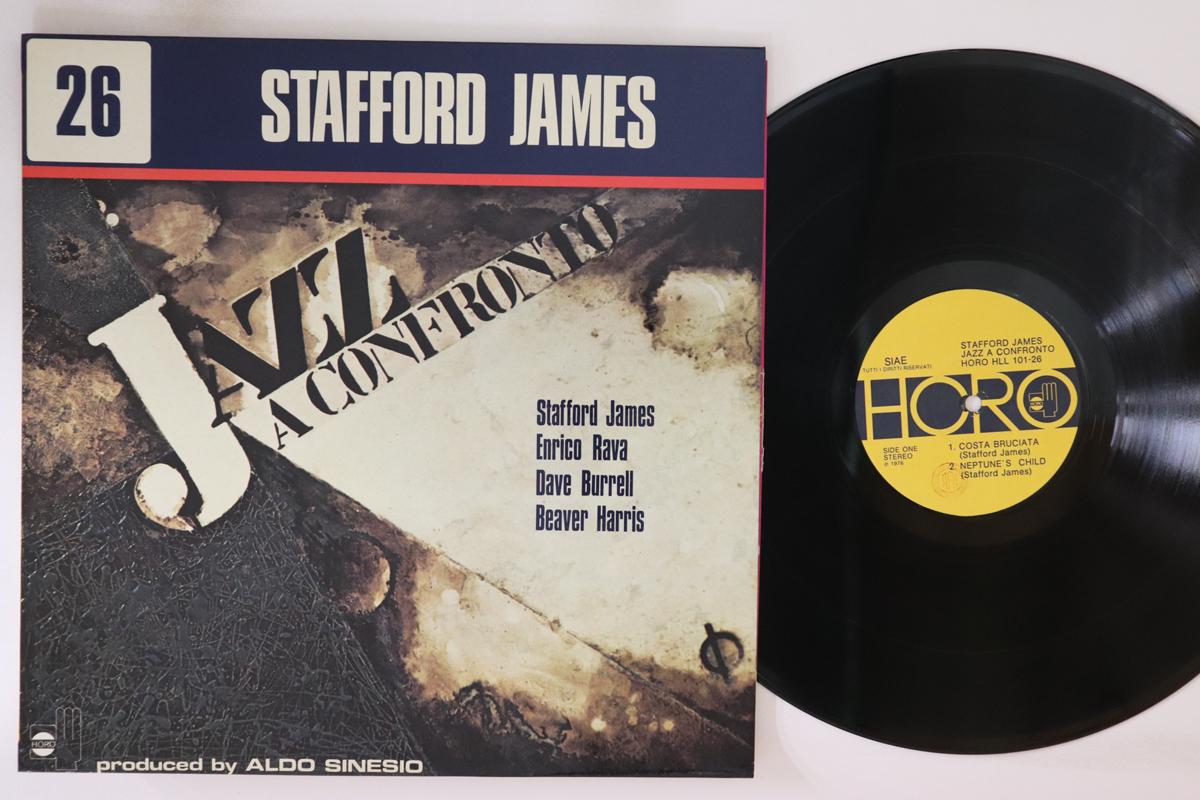 26
STAFFORD JAMES
JAZZ
A CONFRONTO
Stafford James
Enrico Rava
Dave Burrell
Beaver Harris
HORO
produced by ALDO SINESIO
SIAE
TUTTI I DIRITTI RISERVATI
STAFFORD JAMES
JAZZ A CONFRONTO
HORO HLL 101-26
HORO
SIDE ONE
STEREO
℗ 1976
1. COSTA BRUCIATA
(Stafford James)
2. NEPTUNE'S CHILD
(Stafford James)